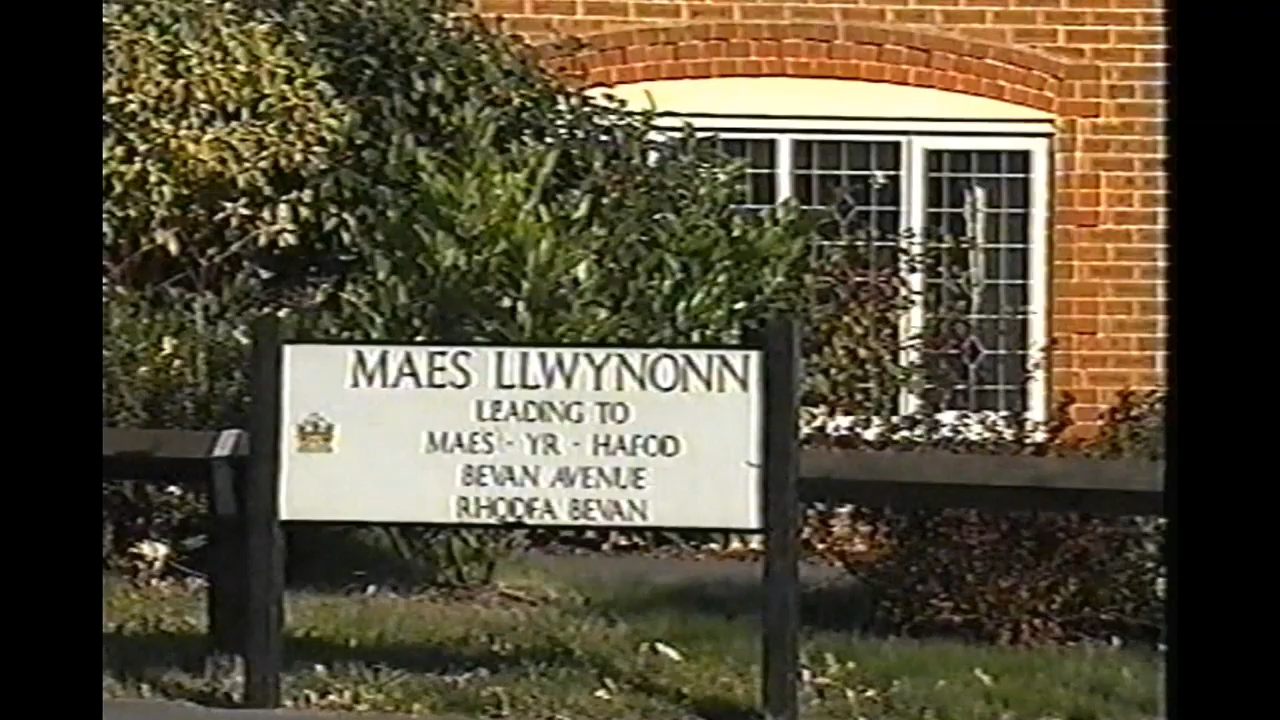 MAES LLWYNONN
LEADING TO
MAES - YR - HAFOD
BEVAN AVENUE
RHODFA BEVAN